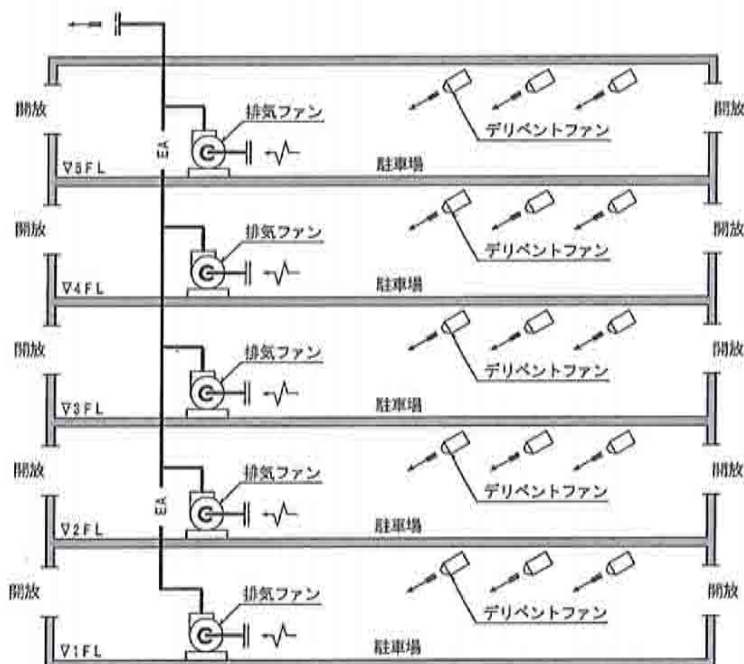 開放
排気ファン
デリベントファン
開放
EA
▽5FL
駐車場
開放
排気ファン
デリベントファン
開放
▽4FL
駐車場
開放
排気ファン
デリベントファン
開放
▽3FL
駐車場
開放
排気ファン
デリベントファン
開放
EA
▽2FL
駐車場
開放
排気ファン
デリベントファン
開放
▽1FL
駐車場